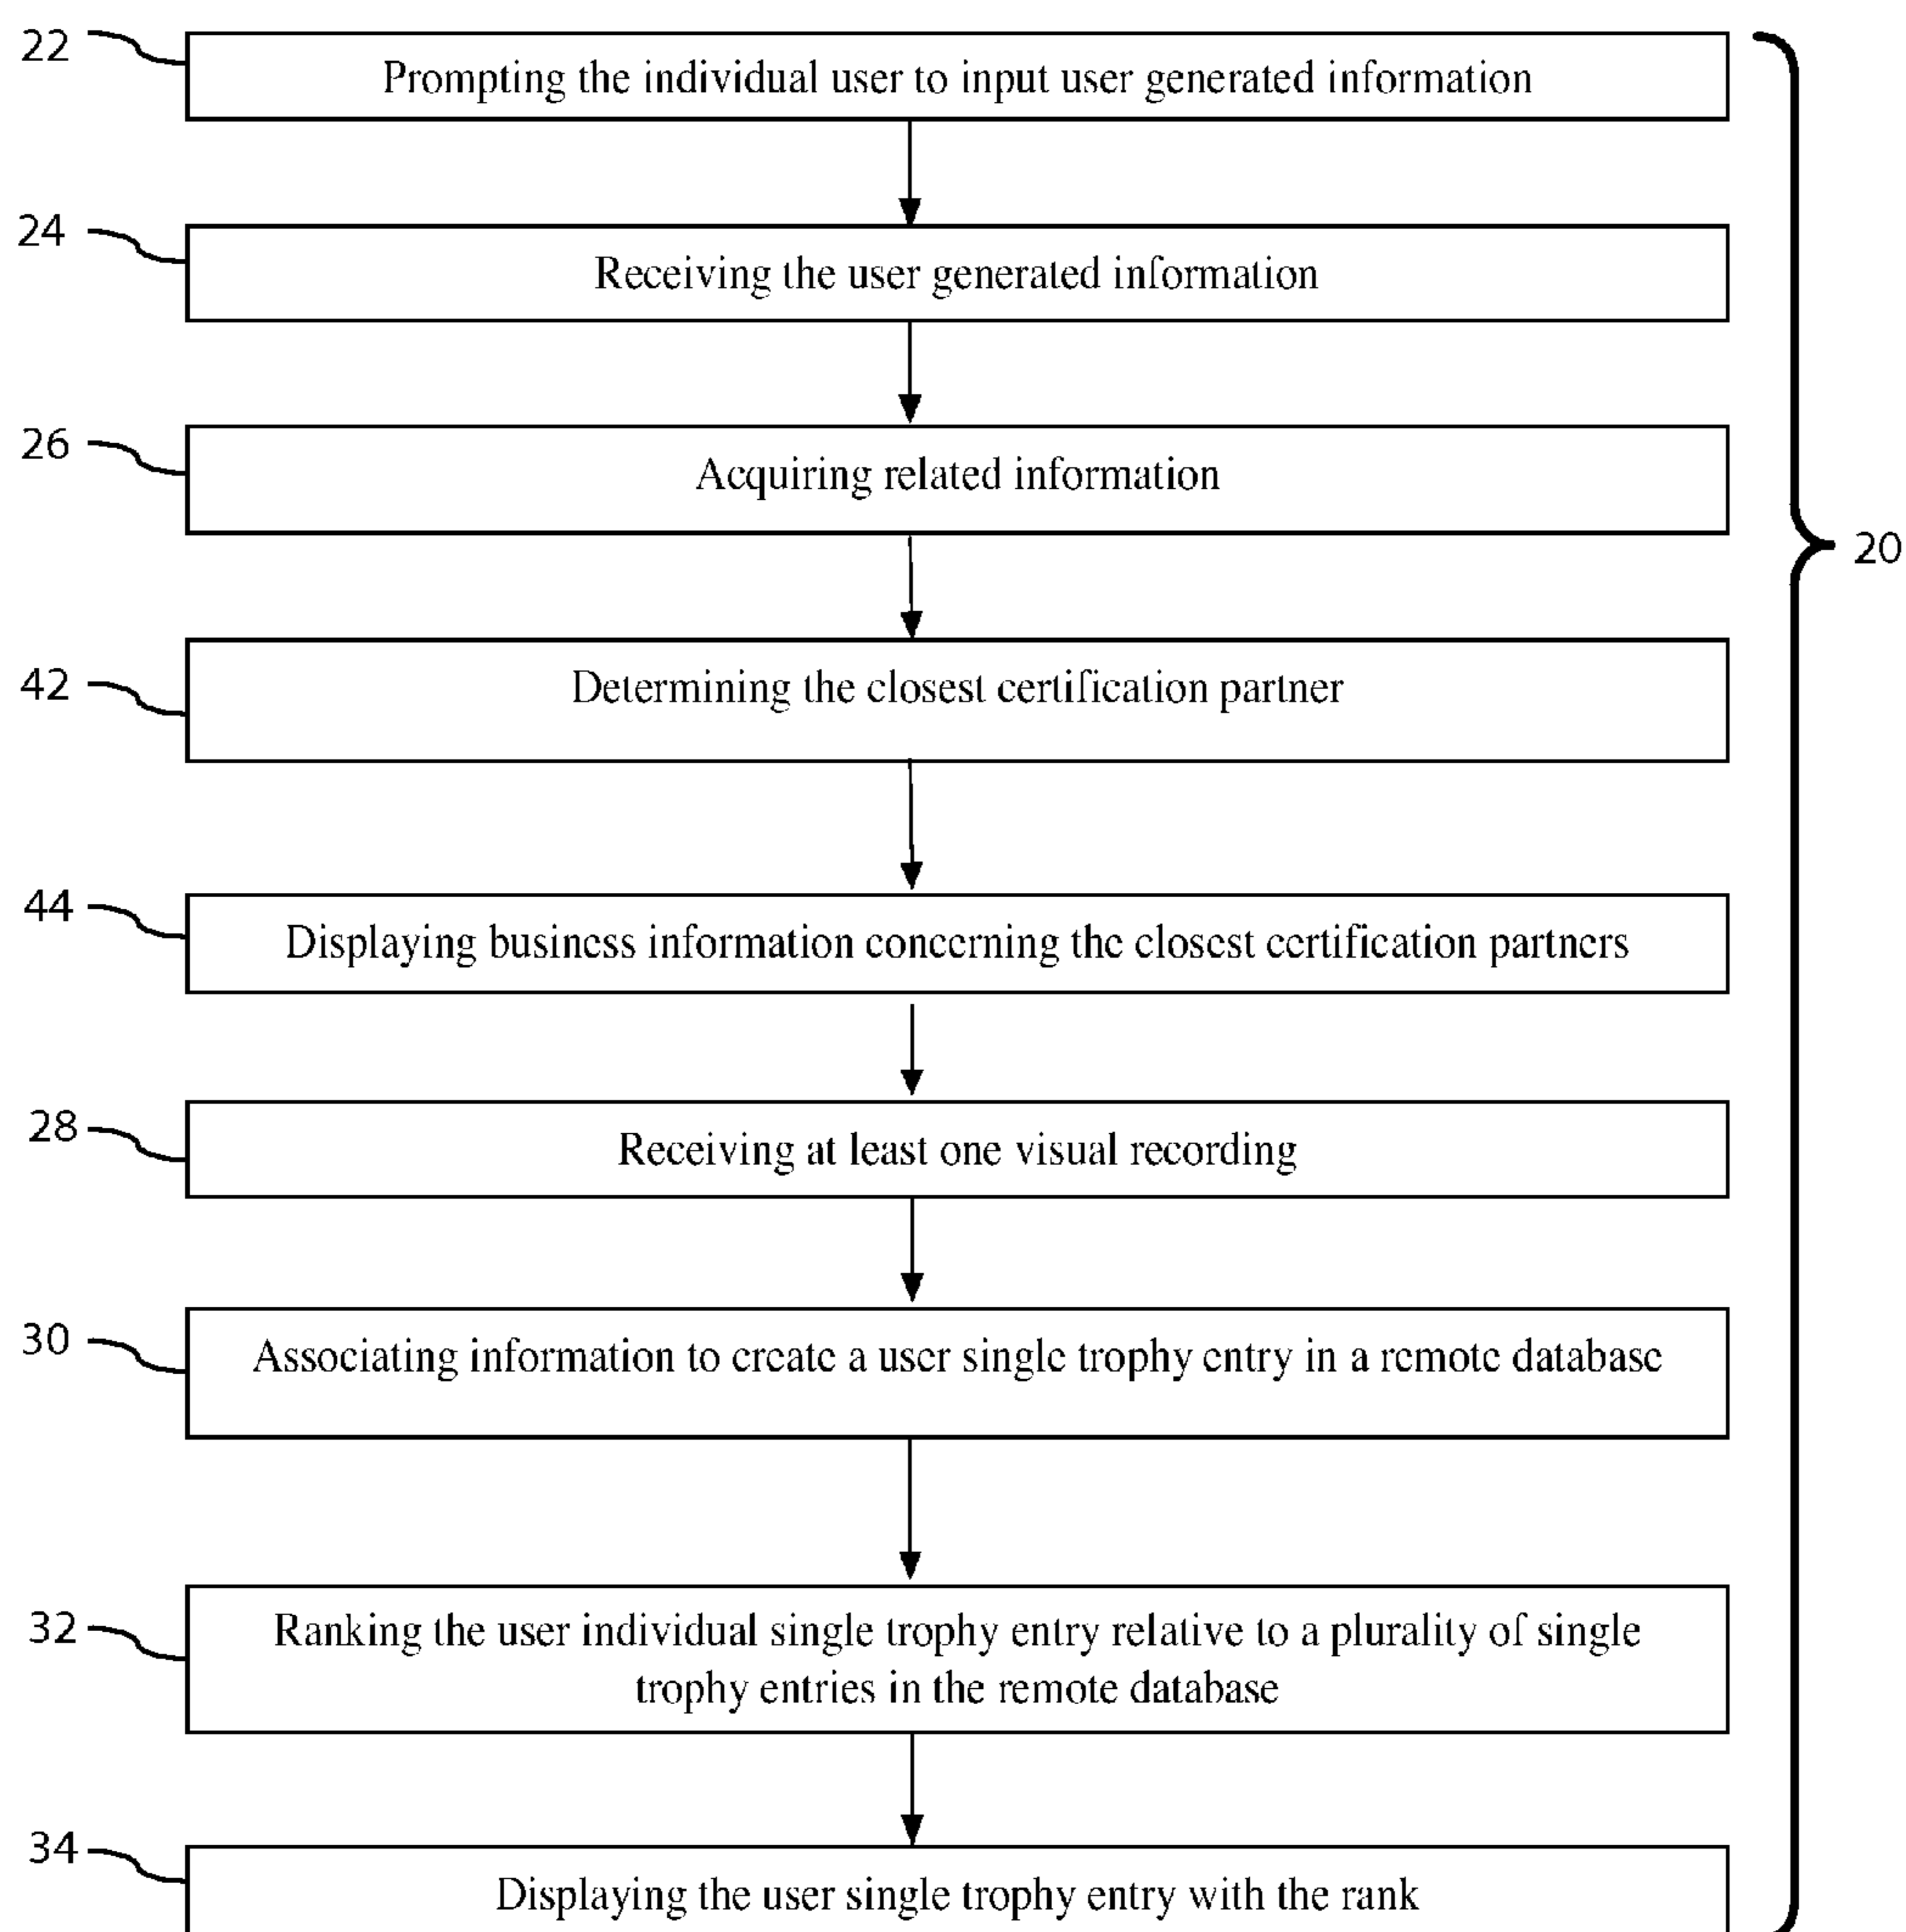 22
Prompting the individual user to input user generated information
24
Receiving the user generated information
26
Acquiring related information
20
42
Determining the closest certification partner
44
Displaying business information concerning the closest certification partners
28
Receiving at least one visual recording
30
Associating information to create a user single trophy entry in a remote database
32
Ranking the user individual single trophy entry relative to a plurality of single
trophy entries in the remote database
34
Displaying the user single trophy entry with the rank